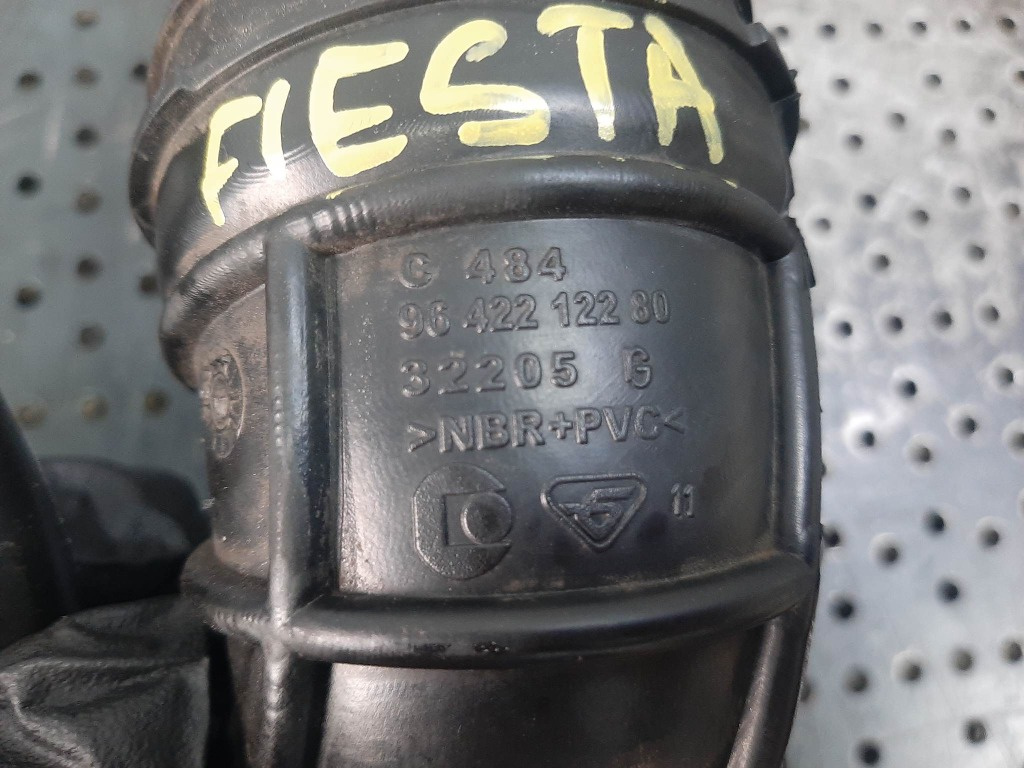 FIESTA
C 484
96 422 122 80
32205 G
>NBR+PVC<
11